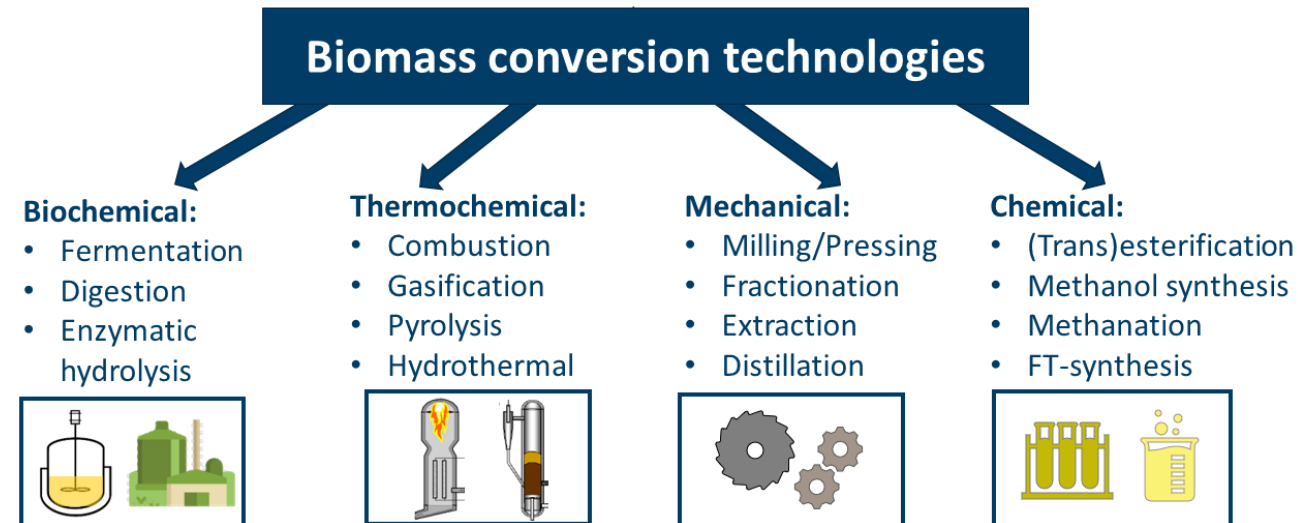 Biomass conversion technologies
Biochemical:
• Fermentation
• Digestion
• Enzymatic
hydrolysis
Thermochemical:
• Combustion
• Gasification
• Pyrolysis
• Hydrothermal
Mechanical:
• Milling/Pressing
• Fractionation
• Extraction
• Distillation
Chemical:
• (Trans)esterification
• Methanol synthesis
• Methanation
• FT-synthesis